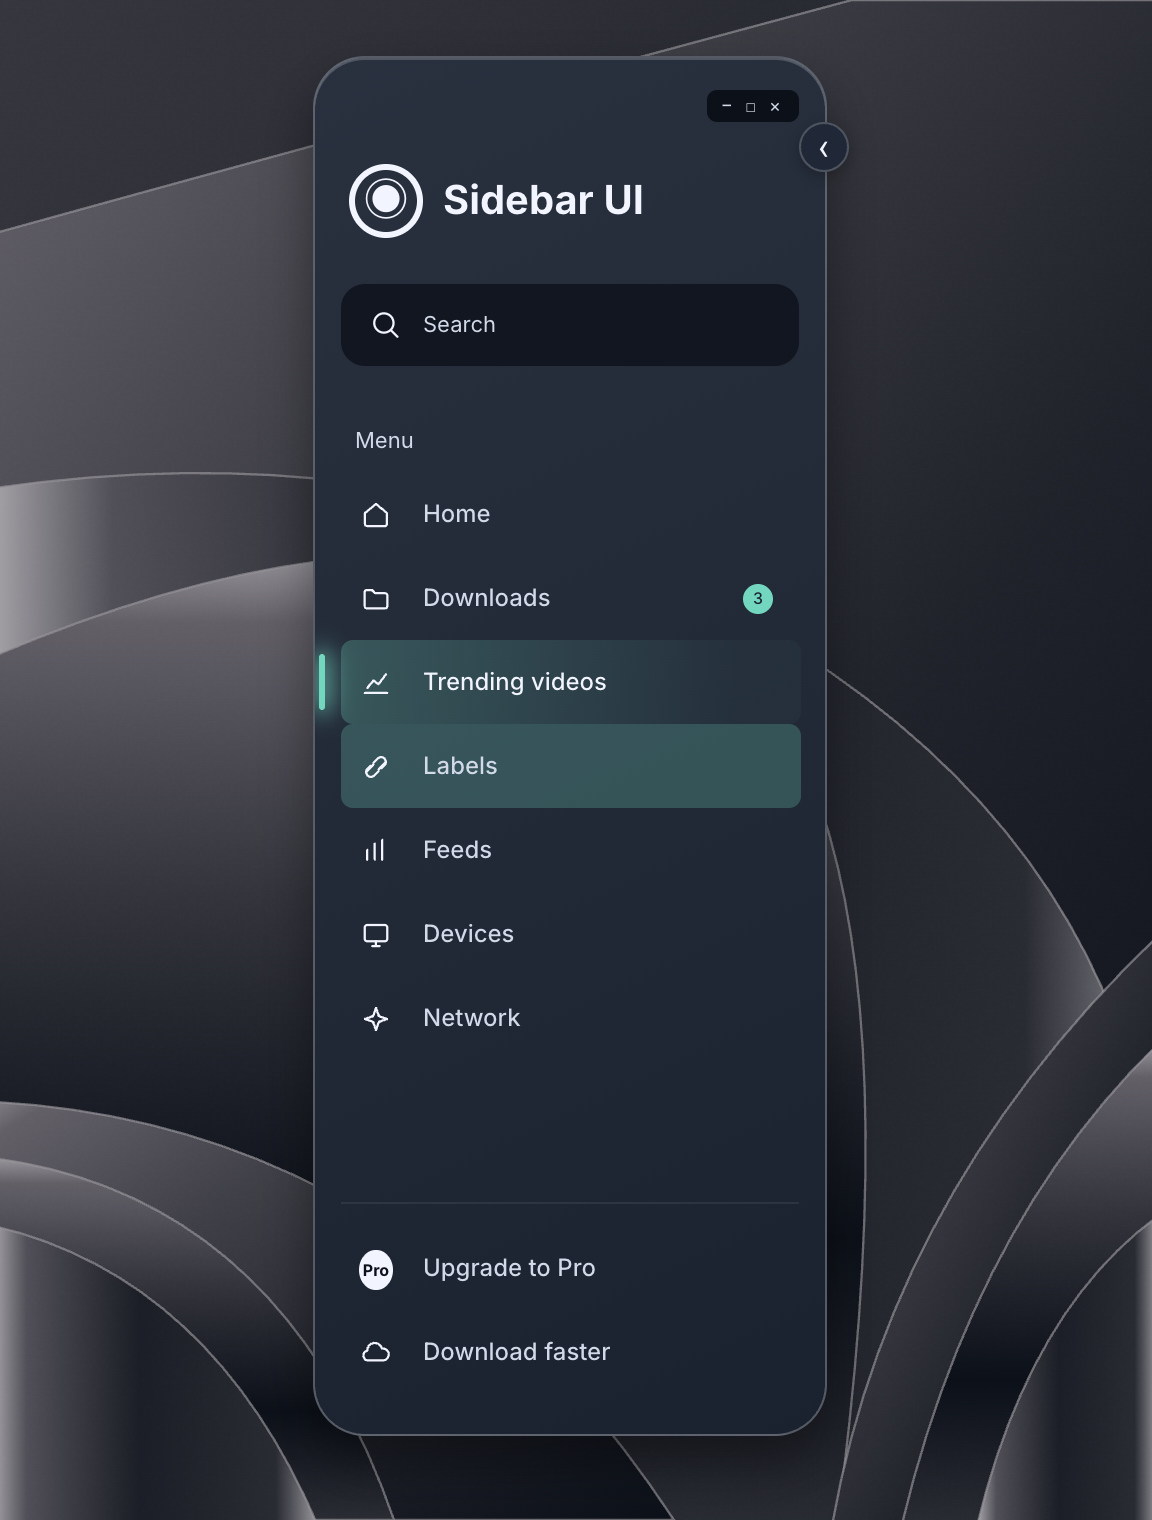 Sidebar UI
Search
Menu
Home
Downloads
3
Trending videos
Labels
Feeds
Devices
Network
Pro
Upgrade to Pro
Download faster